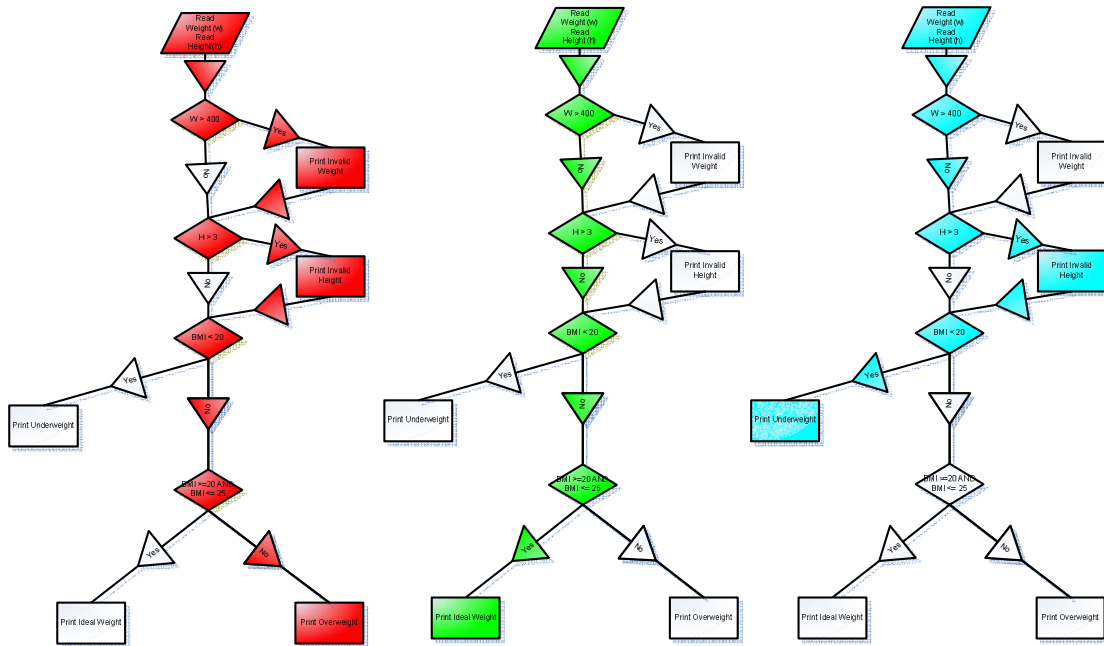 Read
Weight (w)
Read
Height (h)
W > 400
Yes
Print Invalid
Weight
No
H > 3
Yes
Print Invalid
Height
No
BMI < 20
Yes
Print Underweight
No
BMI >=20 AND
BMI <= 25
Yes
No
Print Ideal Weight
Print Overweight
Read
Weight (w)
Read
Height (h)
W > 400
Yes
Print Invalid
Weight
No
H > 3
Yes
Print Invalid
Height
No
BMI < 20
Yes
Print Underweight
No
BMI >=20 AND
BMI <= 25
Yes
No
Print Ideal Weight
Print Overweight
Read
Weight (w)
Read
Height (h)
W > 400
Yes
Print Invalid
Weight
No
H > 3
Yes
Print Invalid
Height
No
BMI < 20
Yes
Print Underweight
No
BMI >=20 AND
BMI <= 25
Yes
No
Print Ideal Weight
Print Overweight